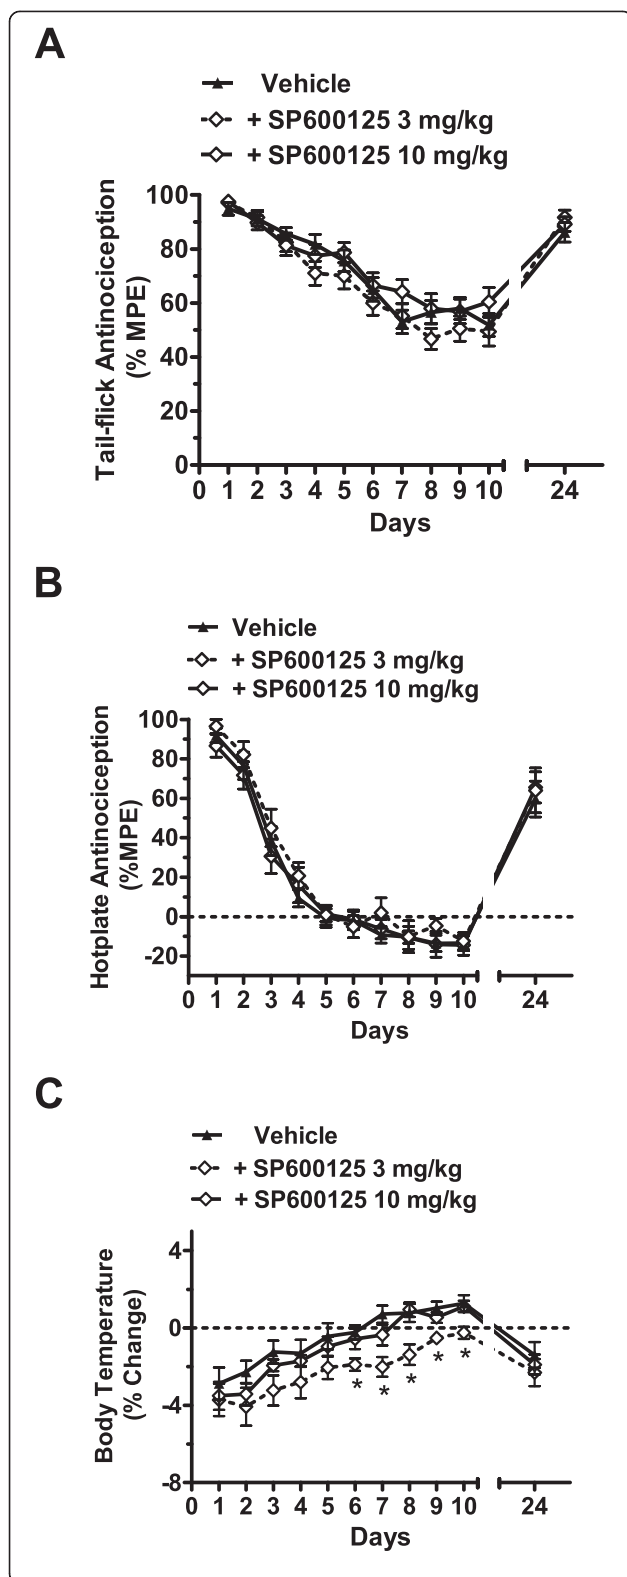 A
Vehicle
+ SP600125 3 mg/kg
+ SP600125 10 mg/kg
Tail-flick Antinociception
(% MPE)
100
80
60
40
20
0
0 1 2 3 4 5 6 7 8 9 10 24
Days
B
Vehicle
+ SP600125 3 mg/kg
+ SP600125 10 mg/kg
Hotplate Antinociception
(%MPE)
100
80
60
40
20
0
-20
0 1 2 3 4 5 6 7 8 9 10 24
Days
C
Vehicle
+ SP600125 3 mg/kg
+ SP600125 10 mg/kg
Body Temperature
(% Change)
4
0
-4
-8
* * * * *
0 1 2 3 4 5 6 7 8 9 10 24
Days